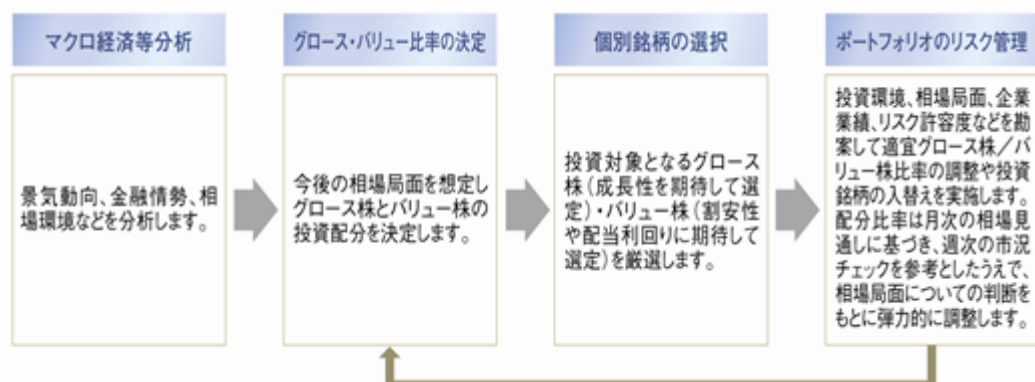 マクロ経済等分析
景気動向、金融情勢、相
場環境などを分析します。
グロース・バリュー比率の決定
今後の相場局面を想定し
グロース株とバリュー株の
投資配分を決定します。
個別銘柄の選択
投資対象となるグロース
株(成長性を期待して選
定)・バリュー株(割安性
や配当利回りに期待して
選定)を厳選します。
ポートフォリオのリスク管理
投資環境、相場局面、企業
業績、リスク許容度などを勘
案して適宜グロース株/バ
リュー株比率の調整や投資
銘柄の入替えを実施します。
配分比率は月次の相場見
通しに基づき、週次の市況
チェックを参考としたうえで、
相場局面についての判断を
もとに弾力的に調整します。